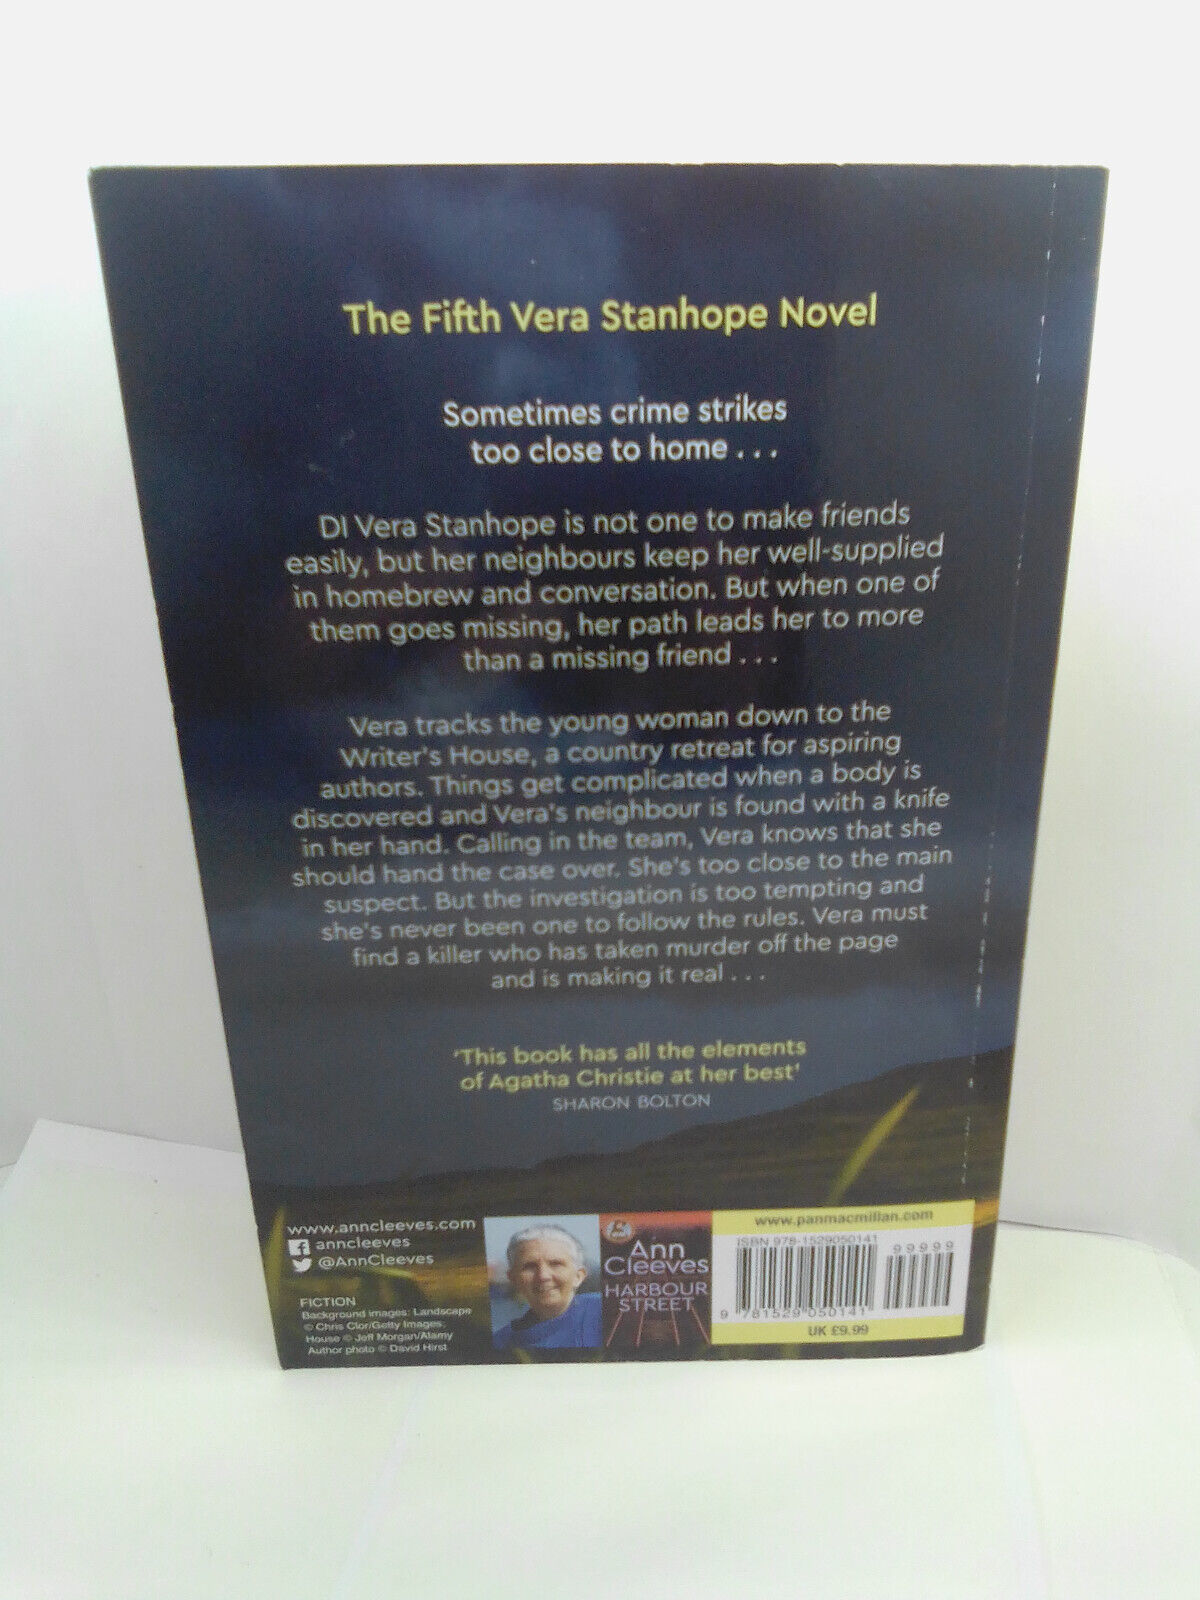 The Fifth Vera Stanhope Novel
Sometimes crime strikes
too close to home . . .
DI Vera Stanhope is not one to make friends
easily, but her neighbours keep her well-supplied
in homebrew and conversation. But when one of
them goes missing, her path leads her to more
than a missing friend . . .
Vera tracks the young woman down to the
Writer's House, a country retreat for aspiring
authors. Things get complicated when a body is
discovered and Vera's neighbour is found with a knife
in her hand. Calling in the team, Vera knows that she
should hand the case over. She's too close to the main
suspect. But the investigation is too tempting and
she's never been one to follow the rules. Vera must
find a killer who has taken murder off the page
and is making it real . . .
'This book has all the elements
of Agatha Christie at her best'
SHARON BOLTON
www.anncleeves.com
anncleeves
@AnnCleeves
FICTION
Background images: Landscape
© Chris Clor/Getty Images,
House © Jeff Morgan/Alamy
Author photo © David Hirst
Ann
Cleeves
HARBOUR
STREET
www.panmacmillan.com
ISBN 978-1529050141
99999
9 781529 050141
UK £9.99